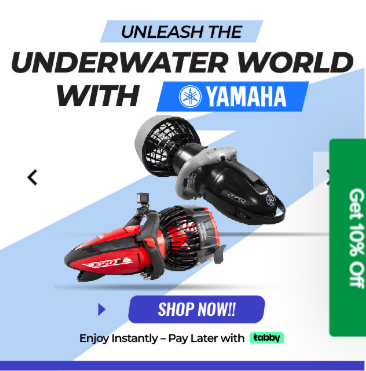 UNLEASH THE
UNDERWATER WORLD
WITH YAMAHA
Get 10% Off
SHOP NOW!!
Enjoy Instantly – Pay Later with tabby